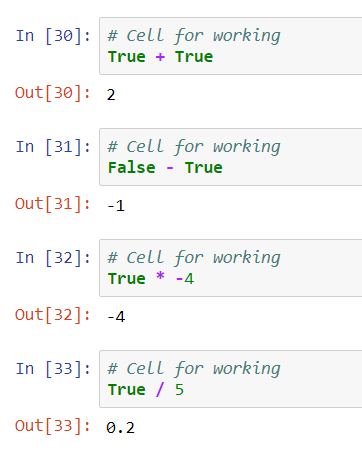 In [30]: # Cell for working
True + True
Out[30]: 2
In [31]: # Cell for working
False - True
Out[31]: -1
In [32]: # Cell for working
True * -4
Out[32]: -4
In [33]: # Cell for working
True / 5
Out[33]: 0.2